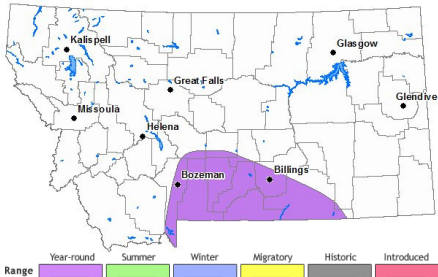 Kalispell
Glasgow
Great Falls
Glendive
Missoula
Helena
Bozeman
Billings
Year-round Summer Winter Migratory Historic Introduced
Range